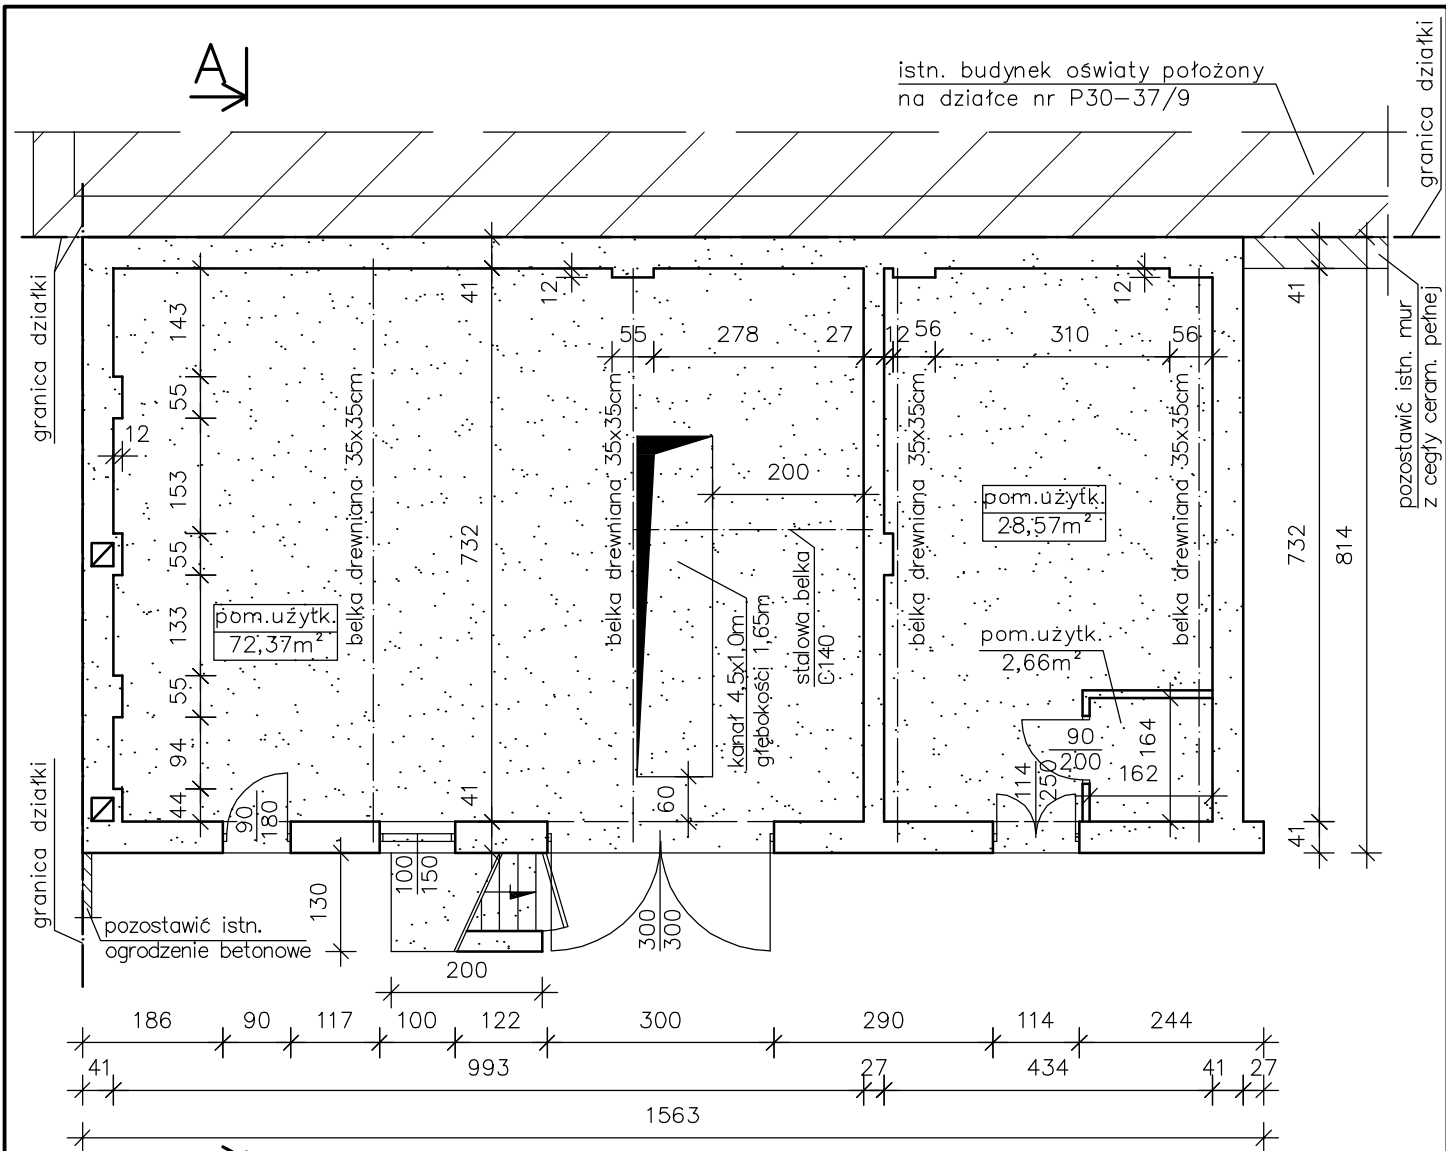 A
istn. budynek oświaty położony
na działce nr P30-37/9
granica działki
granica działki
granica działki
pozostawić istn. mur
z cegły ceram. pełnej
41
12
12
41
143
55
12
153
55
133
55
94
44
55
278
27
12
56
310
56
belka drewniana 35x35cm
belka drewniana 35x35cm
belka drewniana 35x35cm
belka drewniana 35x35cm
200
732
732
814
pom.użytk.
72,37m²
pom.użytk.
28,57m²
pom.użytk.
2,66m²
kanał 4,5x1,0m
głębokości 1,65m
stalowa belka
C140
90
200
164
162
114
250
60
41
41
90
180
100
150
130
300
300
pozostawić istn.
ogrodzenie betonowe
200
186
90
117
100
122
300
290
114
244
41
993
27
434
41
27
1563